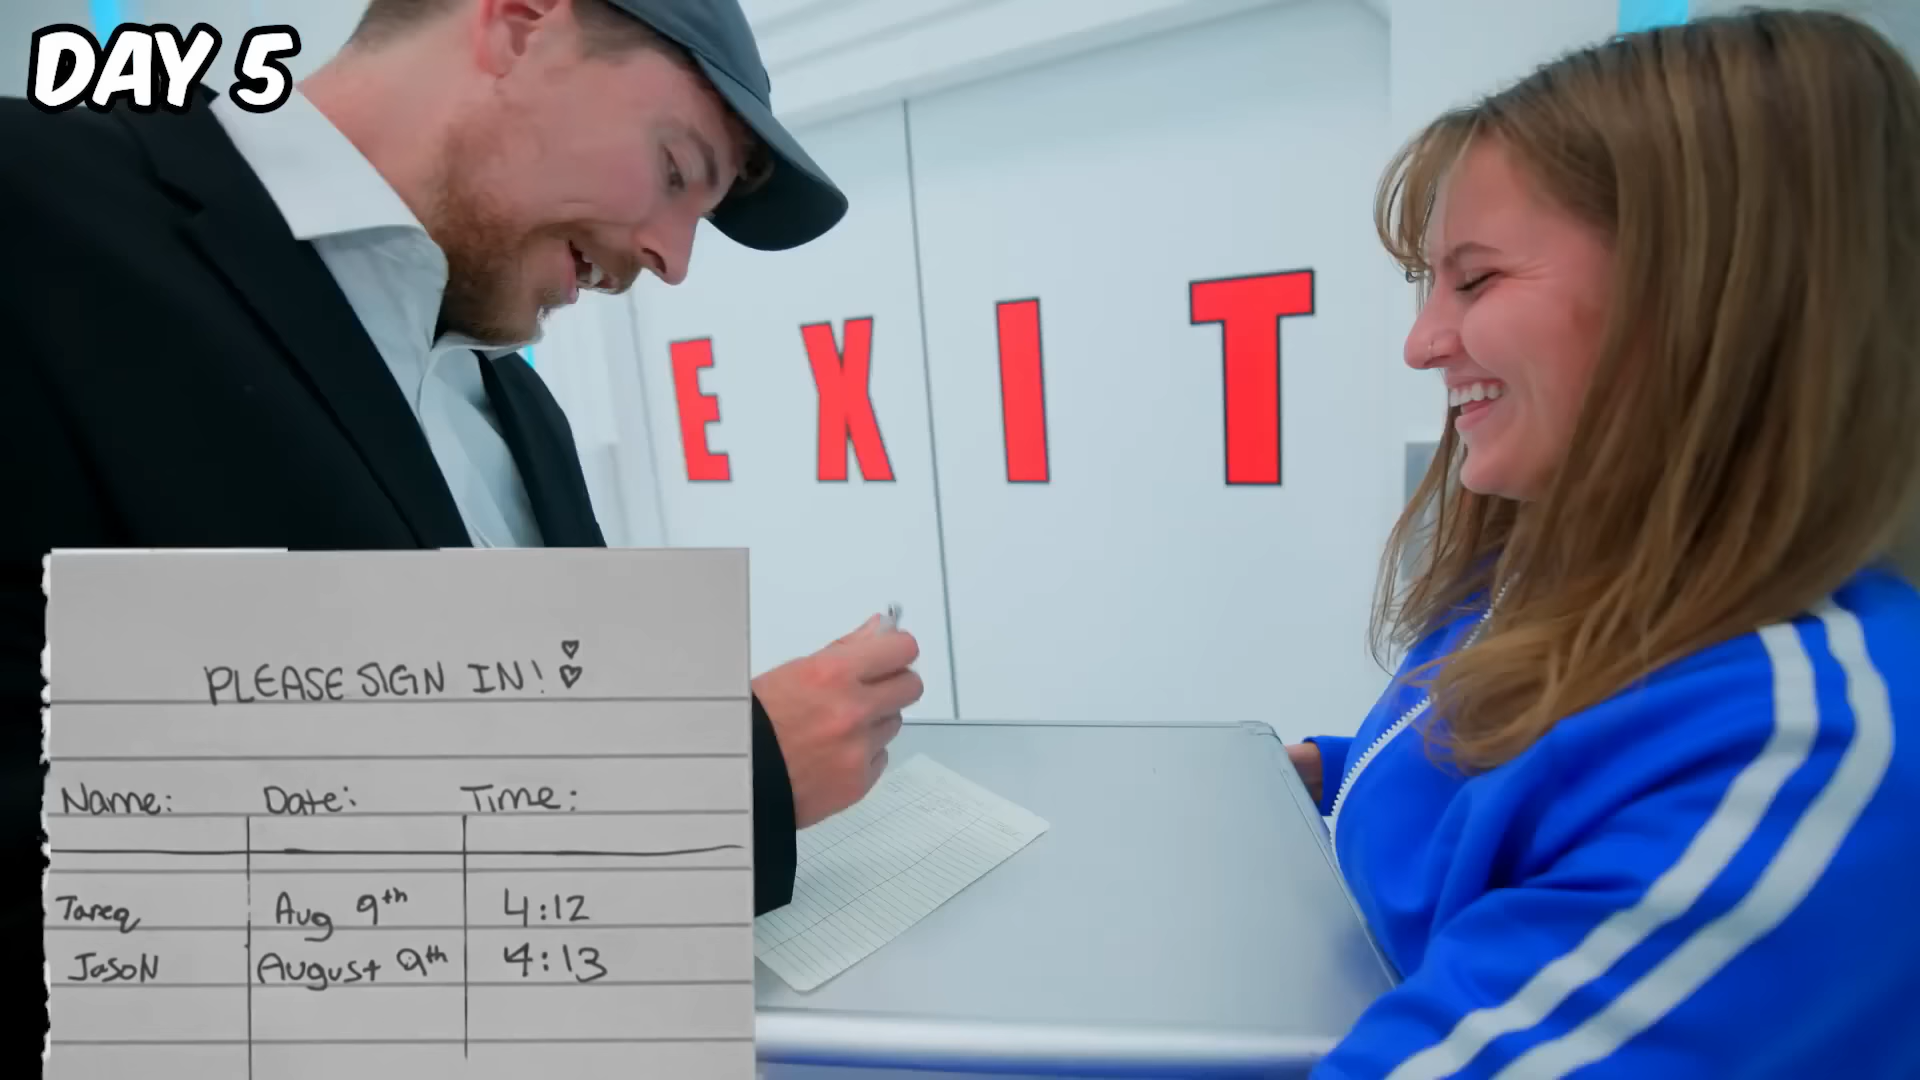 DAY 5
EXIT
PLEASE SIGN IN!
Name: Date: Time:
Tareq Aug 9th 4:12
JasoN August 9th 4:13